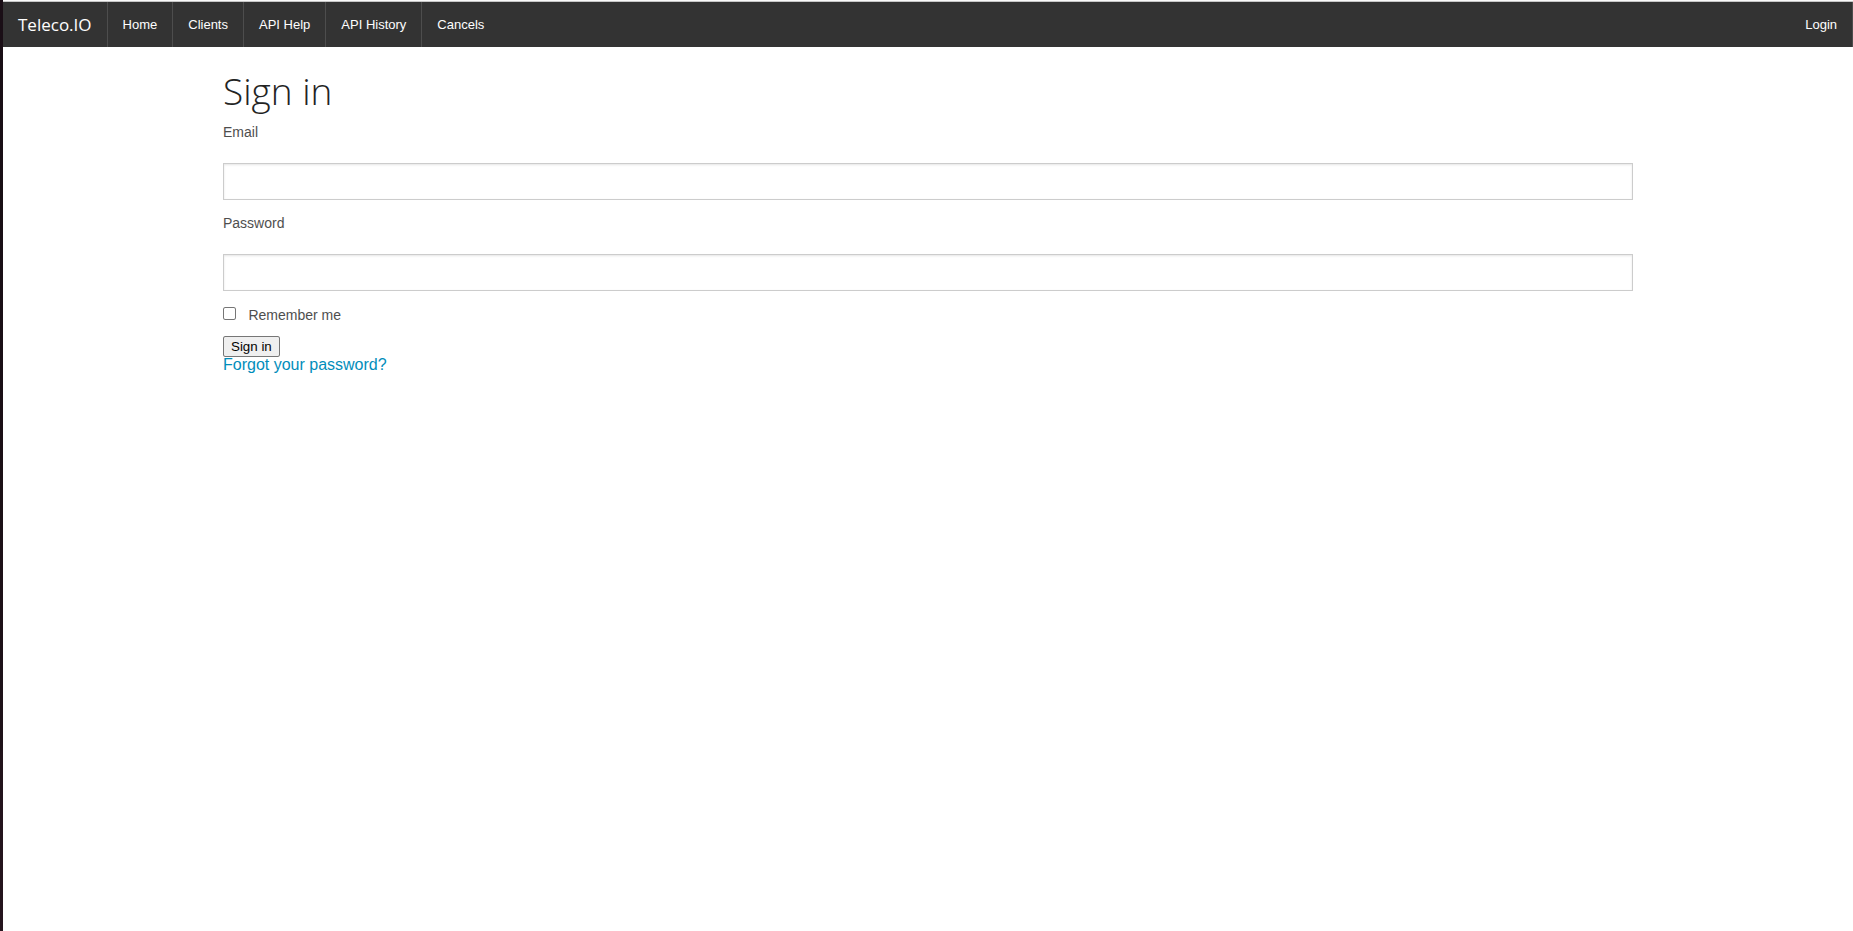 Teleco.IO Home Clients API Help API History Cancels Login
Sign in
Email
Password
Remember me
Sign in
Forgot your password?